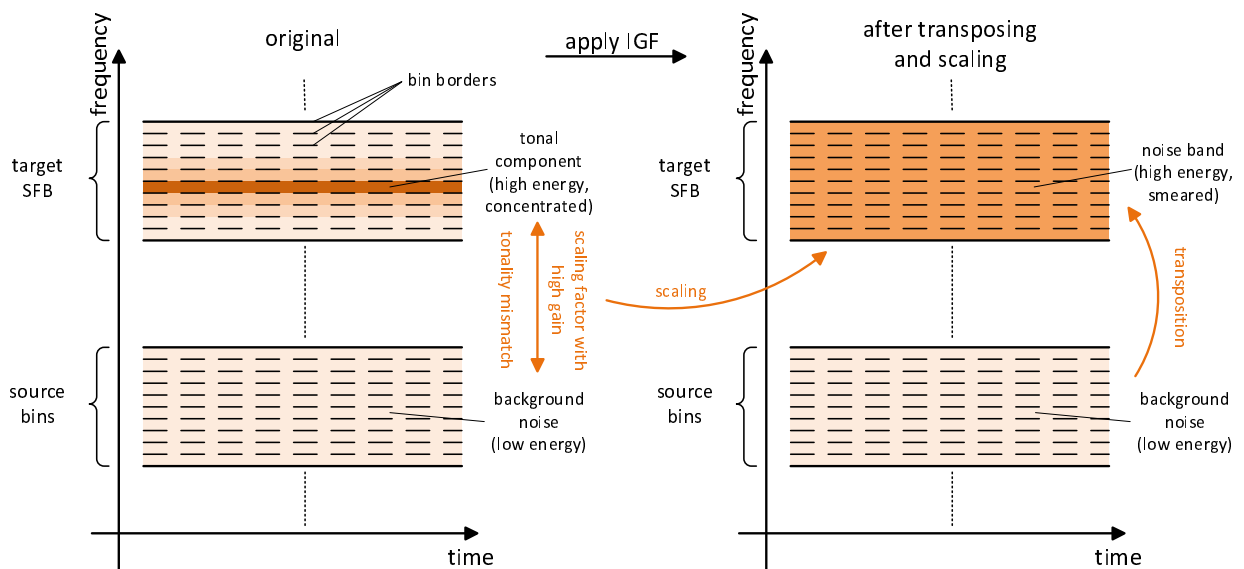 original
apply IGF
after transposing
and scaling
frequency
bin borders
target
SFB
tonal
component
(high energy,
concentrated)
tonality mismatch
scaling factor with
high gain
source
bins
background
noise
(low energy)
time
scaling
frequency
target
SFB
noise band
(high energy,
smeared)
transposition
source
bins
background
noise
(low energy)
time